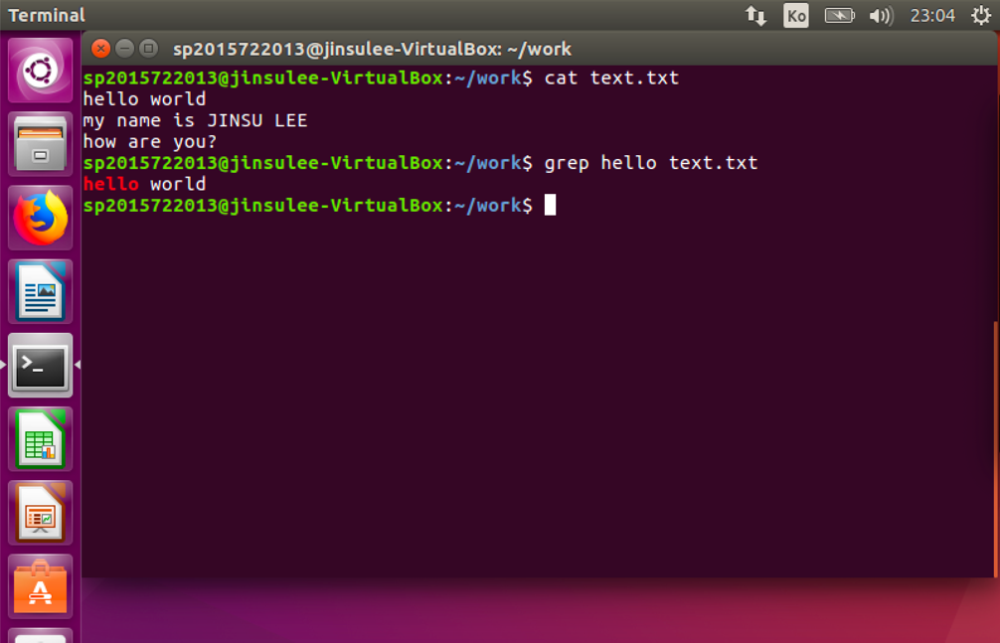 Terminal
Ko
23:04
sp2015722013@jinsulee-VirtualBox: ~/work
sp2015722013@jinsulee-VirtualBox:~/work$ cat text.txt
hello world
my name is JINSU LEE
how are you?
sp2015722013@jinsulee-VirtualBox:~/work$ grep hello text.txt
hello world
sp2015722013@jinsulee-VirtualBox:~/work$